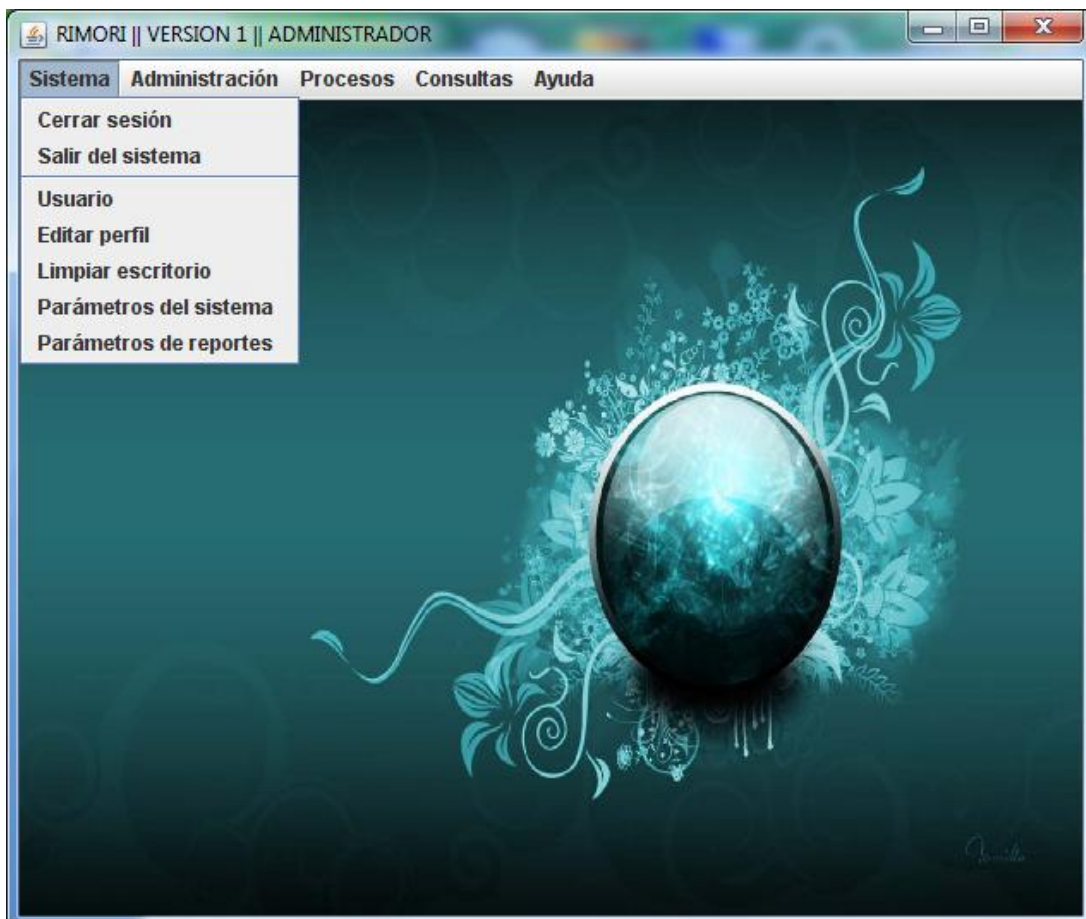 RIMORI || VERSION 1 || ADMINISTRADOR
Sistema Administración Procesos Consultas Ayuda
Cerrar sesión
Salir del sistema
Usuario
Editar perfil
Limpiar escritorio
Parámetros del sistema
Parámetros de reportes